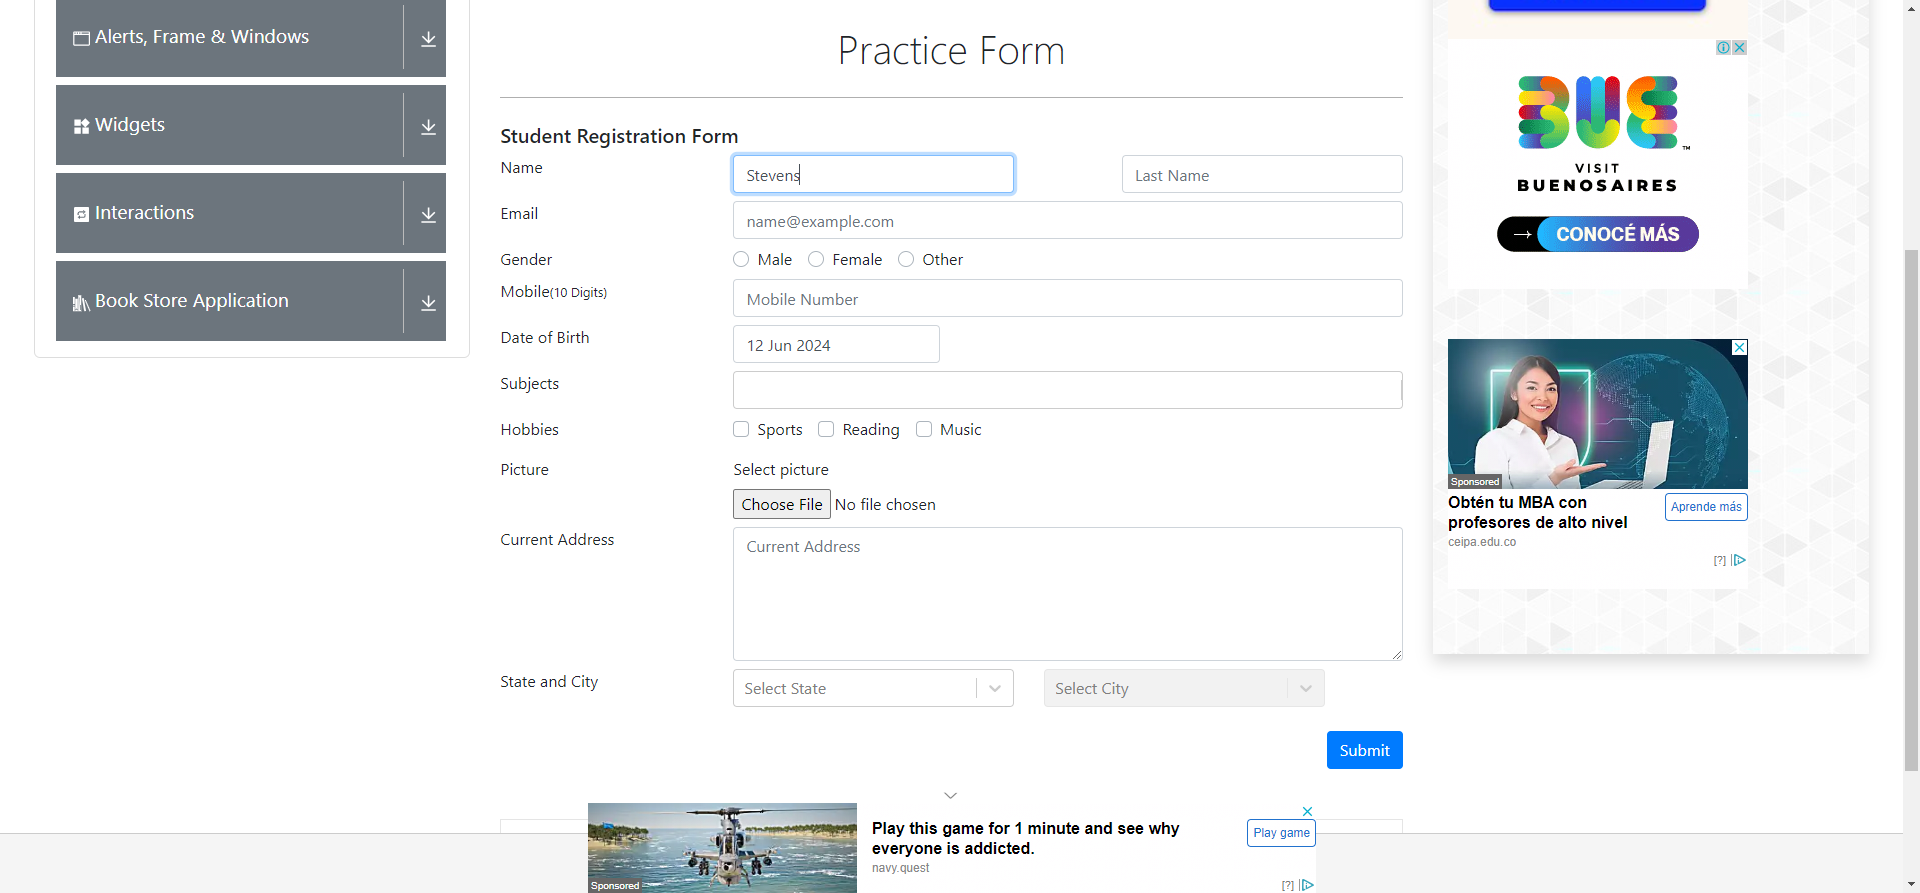 Alerts, Frame & Windows
Widgets
Interactions
Book Store Application
Practice Form
Student Registration Form
Name
Stevens
Last Name
Email
name@example.com
Gender
Male
Female
Other
Mobile(10 Digits)
Mobile Number
Date of Birth
12 Jun 2024
Subjects
Hobbies
Sports
Reading
Music
Picture
Select picture
Choose File No file chosen
Current Address
Current Address
State and City
Select State
Select City
Submit
BUE
™
VISIT
BUENOSAIRES
→ CONOCÉ MÁS
Sponsored
Obtén tu MBA con
profesores de alto nivel
Aprende más
ceipa.edu.co
[?]
Sponsored
Play this game for 1 minute and see why
everyone is addicted.
navy.quest
Play game
[?]